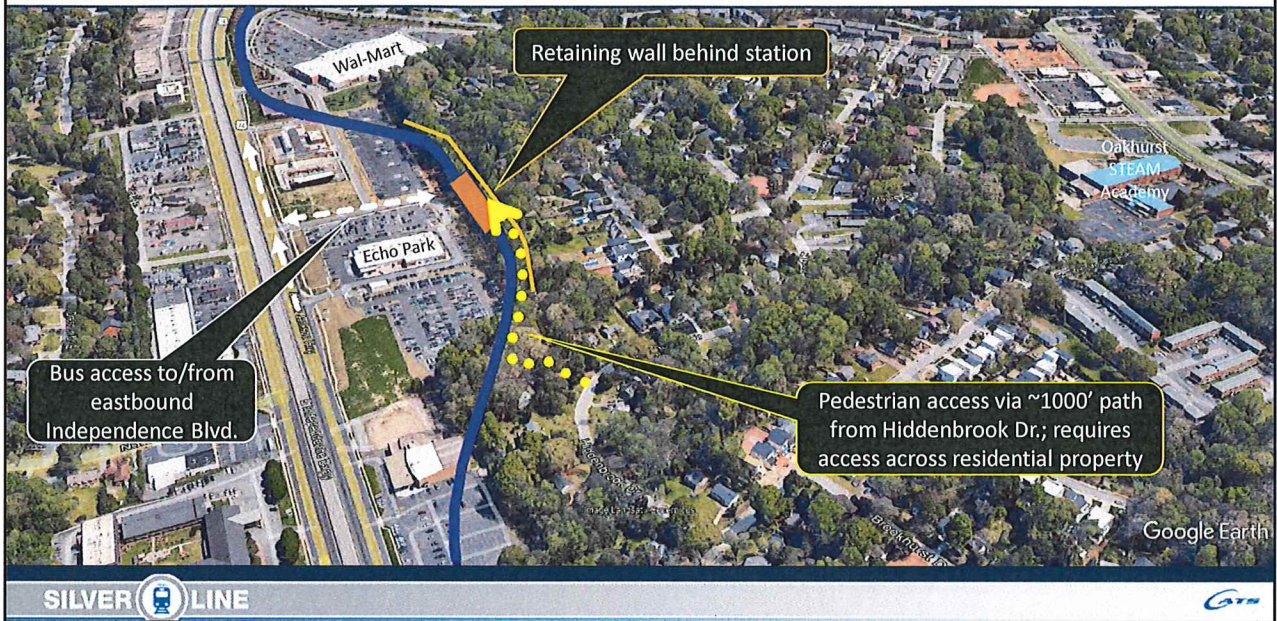 Wal-Mart
Retaining wall behind station
Oakhurst
STEAM
Academy
Echo Park
74
Bus access to/from
eastbound
Independence Blvd.
Pedestrian access via ~1000’ path
from Hiddenbrook Dr.; requires
access across residential property
Google Earth
SILVER LINE
CATS